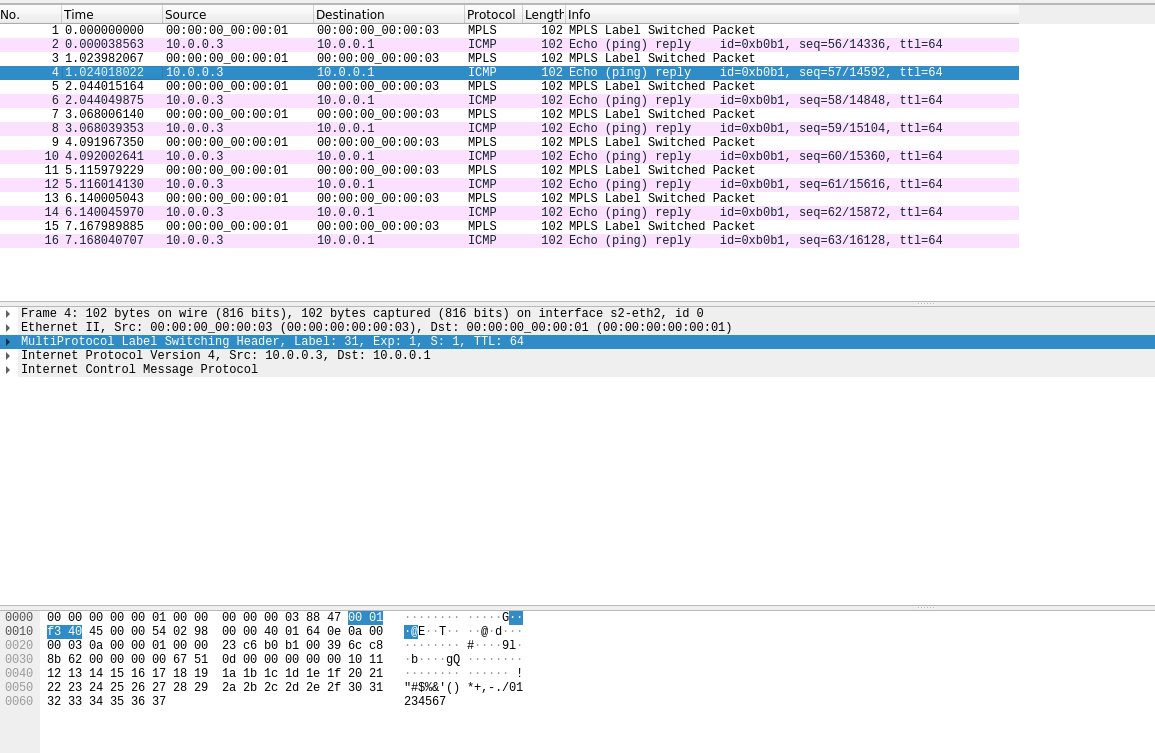 No. Time Source Destination Protocol Length Info
1 0.000000000 00:00:00_00:00:01 00:00:00_00:00:03 MPLS 102 MPLS Label Switched Packet
2 0.000038563 10.0.0.3 10.0.0.1 ICMP 102 Echo (ping) reply id=0xb0b1, seq=56/14336, ttl=64
3 1.023982067 00:00:00_00:00:01 00:00:00_00:00:03 MPLS 102 MPLS Label Switched Packet
4 1.024018022 10.0.0.3 10.0.0.1 ICMP 102 Echo (ping) reply id=0xb0b1, seq=57/14592, ttl=64
5 2.044015164 00:00:00_00:00:01 00:00:00_00:00:03 MPLS 102 MPLS Label Switched Packet
6 2.044049875 10.0.0.3 10.0.0.1 ICMP 102 Echo (ping) reply id=0xb0b1, seq=58/14848, ttl=64
7 3.068006140 00:00:00_00:00:01 00:00:00_00:00:03 MPLS 102 MPLS Label Switched Packet
8 3.068039353 10.0.0.3 10.0.0.1 ICMP 102 Echo (ping) reply id=0xb0b1, seq=59/15104, ttl=64
9 4.091967350 00:00:00_00:00:01 00:00:00_00:00:03 MPLS 102 MPLS Label Switched Packet
10 4.092002641 10.0.0.3 10.0.0.1 ICMP 102 Echo (ping) reply id=0xb0b1, seq=60/15360, ttl=64
11 5.115979229 00:00:00_00:00:01 00:00:00_00:00:03 MPLS 102 MPLS Label Switched Packet
12 5.116014130 10.0.0.3 10.0.0.1 ICMP 102 Echo (ping) reply id=0xb0b1, seq=61/15616, ttl=64
13 6.140005043 00:00:00_00:00:01 00:00:00_00:00:03 MPLS 102 MPLS Label Switched Packet
14 6.140045970 10.0.0.3 10.0.0.1 ICMP 102 Echo (ping) reply id=0xb0b1, seq=62/15872, ttl=64
15 7.167989885 00:00:00_00:00:01 00:00:00_00:00:03 MPLS 102 MPLS Label Switched Packet
16 7.168040707 10.0.0.3 10.0.0.1 ICMP 102 Echo (ping) reply id=0xb0b1, seq=63/16128, ttl=64
Frame 4: 102 bytes on wire (816 bits), 102 bytes captured (816 bits) on interface s2-eth2, id 0
Ethernet II, Src: 00:00:00_00:00:03 (00:00:00:00:00:03), Dst: 00:00:00_00:00:01 (00:00:00:00:00:01)
MultiProtocol Label Switching Header, Label: 31, Exp: 1, S: 1, TTL: 64
Internet Protocol Version 4, Src: 10.0.0.3, Dst: 10.0.0.1
Internet Control Message Protocol
0000 00 00 00 00 00 01 00 00 00 00 00 03 88 47 00 01 ········ ·····G··
0010 f3 40 45 00 00 54 02 98 00 00 40 01 64 0e 0a 00 ·@E··T·· ··@·d···
0020 00 03 0a 00 00 01 00 00 23 c6 b0 b1 00 39 6c c8 ········ #····9l·
0030 8b 62 00 00 00 00 67 51 0d 00 00 00 00 00 10 11 ·b····gQ ········
0040 12 13 14 15 16 17 18 19 1a 1b 1c 1d 1e 1f 20 21 ········ ······ !
0050 22 23 24 25 26 27 28 29 2a 2b 2c 2d 2e 2f 30 31 "#$%&'() *+,-./01
0060 32 33 34 35 36 37 234567